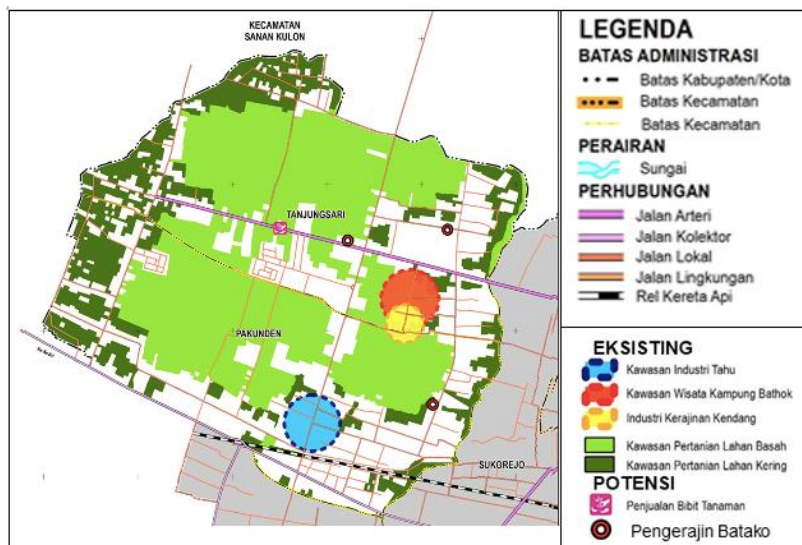 KECAMATAN
SANAN KULON
TANJUNGSARI
PAKUNDEN
SUKOREJO
LEGENDA
BATAS ADMINISTRASI
Batas Kabupaten/Kota
Batas Kecamatan
Batas Kecamatan
PERAIRAN
Sungai
PERHUBUNGAN
Jalan Arteri
Jalan Kolektor
Jalan Lokal
Jalan Lingkungan
Rel Kereta Api
EKSISTING
Kawasan Industri Tahu
Kawasan Wisata Kampung Bathok
Industri Kerajinan Kendang
Kawasan Pertanian Lahan Basah
Kawasan Pertanian Lahan Kering
POTENSI
Penjualan Bibit Tanaman
Pengerajin Batako